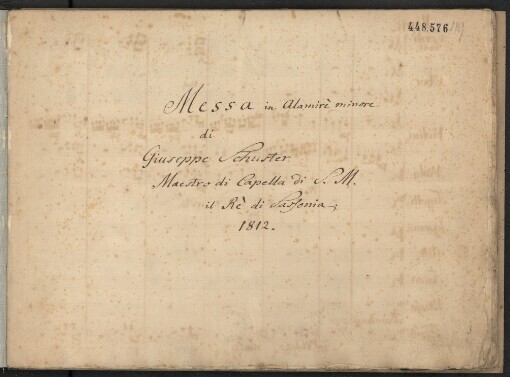 448.576
Messa in Alamirè minore
di
Giuseppe Schuster
Maestro di Capella di S. M.
il Rè di Sassonia;
1812.